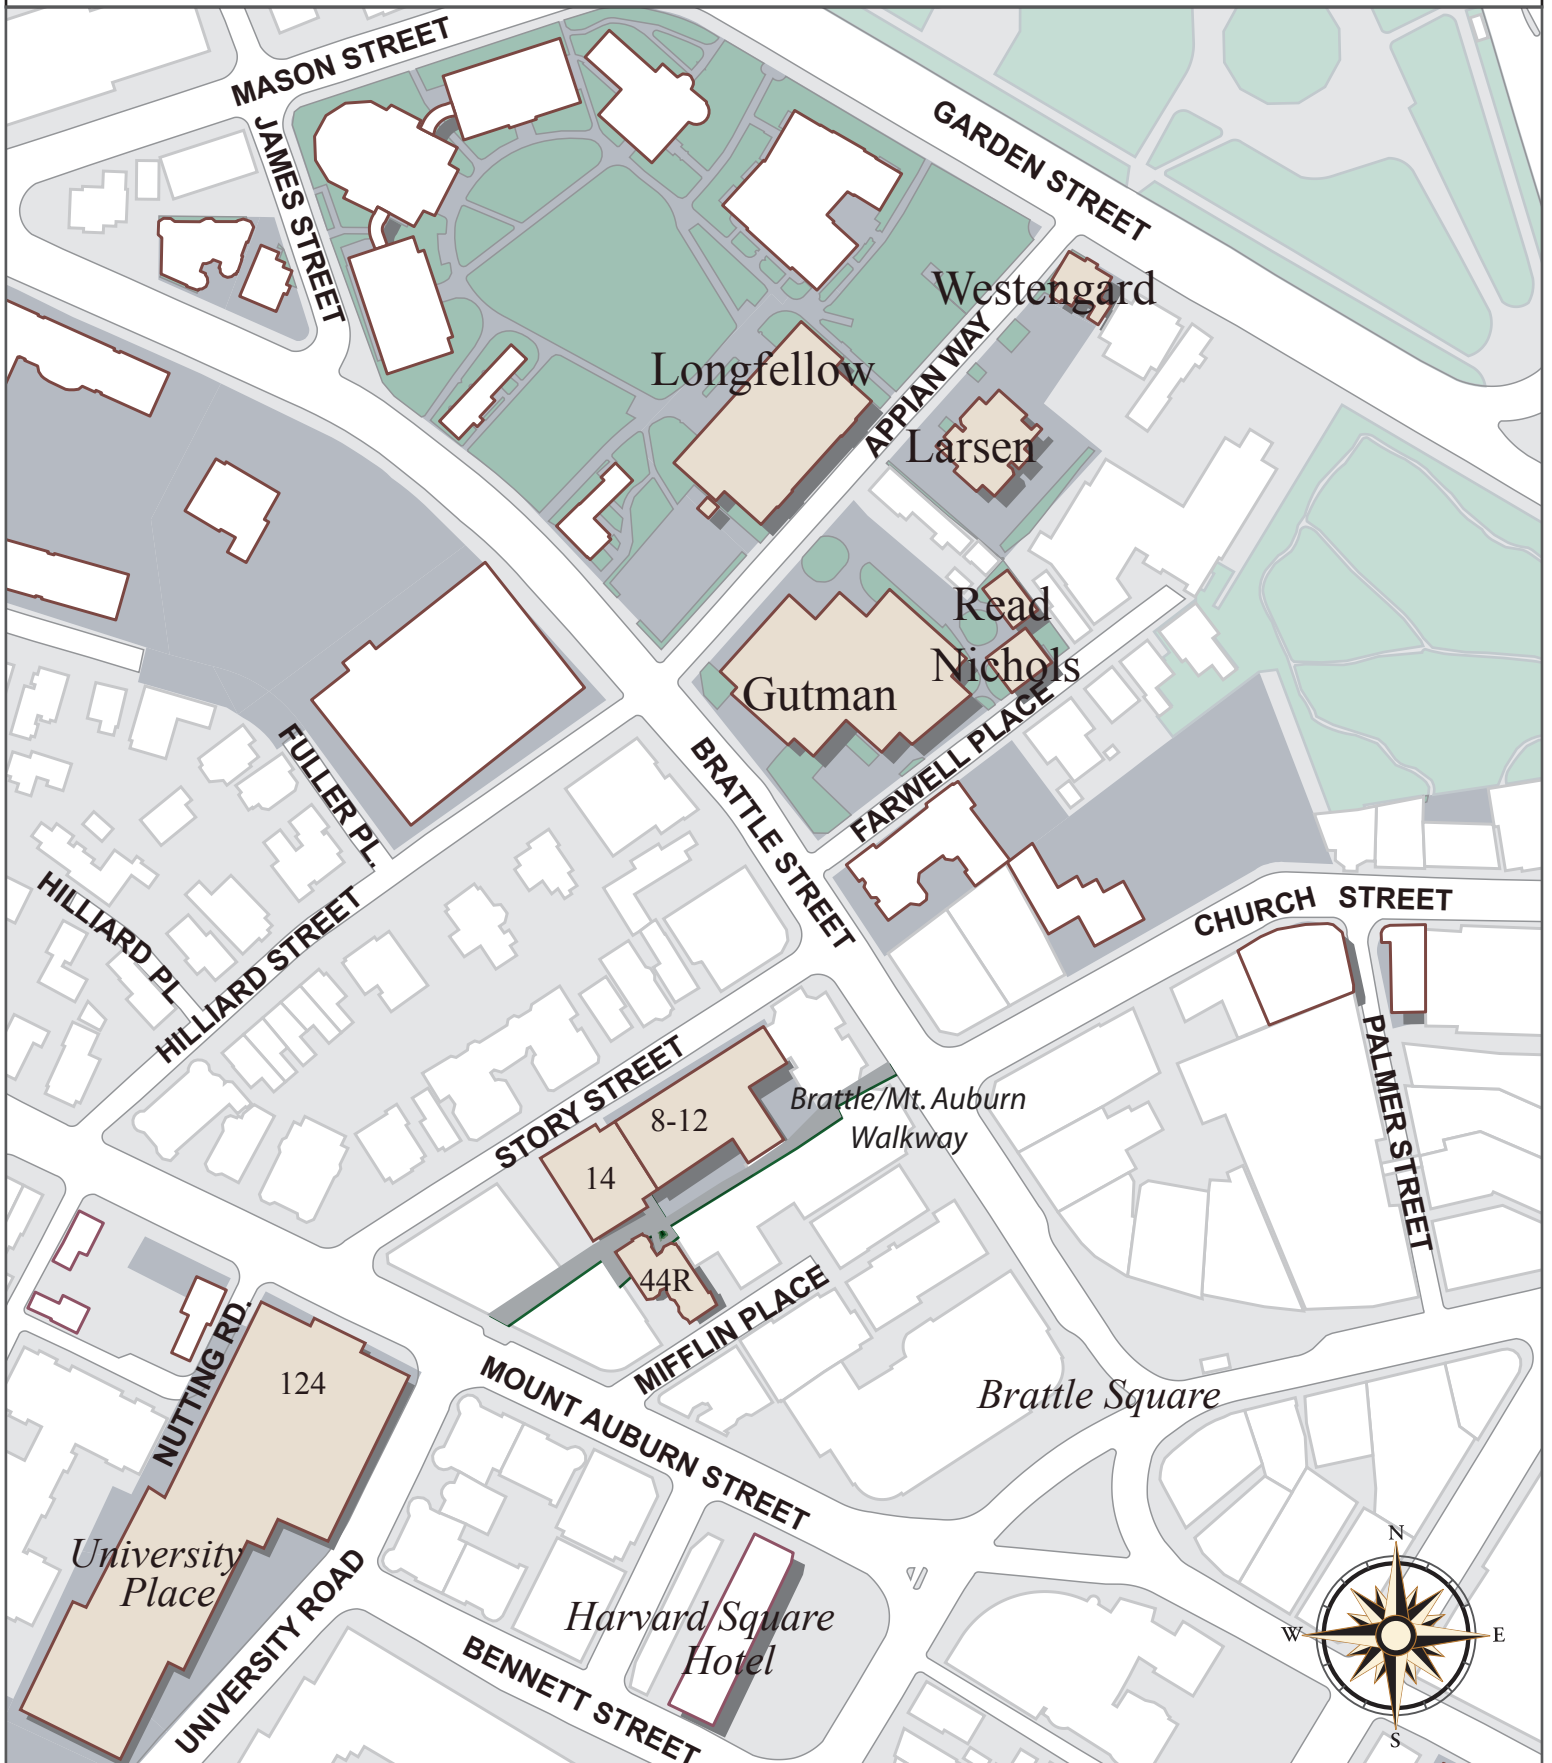 MASON STREET
JAMES STREET
GARDEN STREET
Westengard
Longfellow
APPIAN WAY
Larsen
Read
Nichols
Gutman
FARWELL PLACE
BRATTLE STREET
FULLER PL.
HILLIARD PL
HILLIARD STREET
CHURCH STREET
PALMER STREET
STORY STREET
8-12
Brattle/Mt. Auburn
Walkway
14
44R
MIFFLIN PLACE
NUTTING RD.
124
MOUNT AUBURN STREET
Brattle Square
University
Place
UNIVERSITY ROAD
Harvard Square
Hotel
BENNETT STREET
N
W
E
S